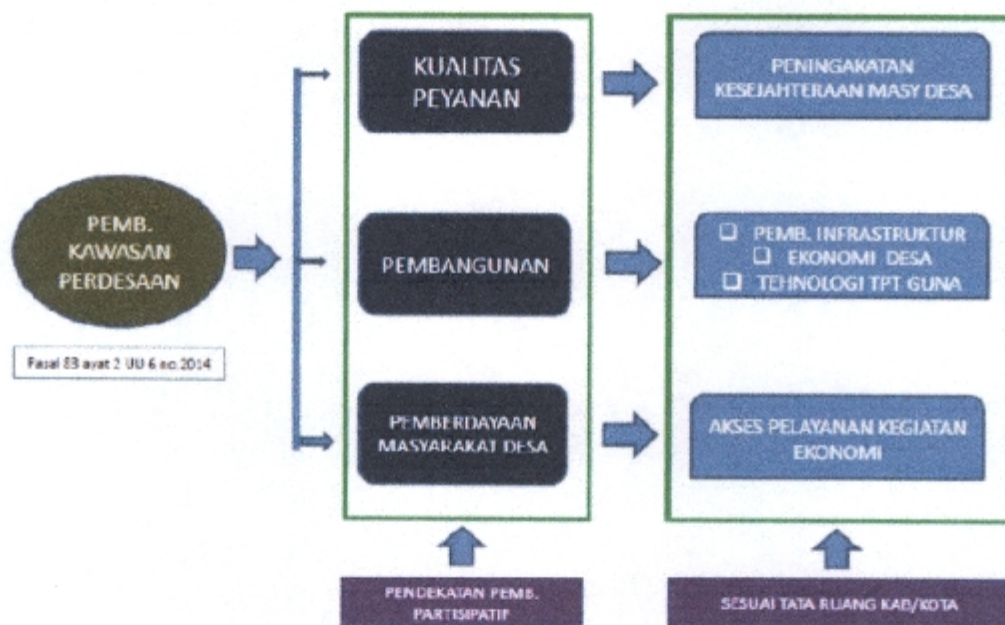 PEMB.
KAWASAN
PERDESAAN
Pasal 83 ayat 2 UU 6 no.2014
KUALITAS
PEYANAN
PEMBANGUNAN
PEMBERDAYAAN
MASYARAKAT DESA
PENDEKATAN PEMB.
PARTISIPATIF
PENINGAKATAN
KESEJAHTERAAN MASY DESA
PEMB. INFRASTRUKTUR
EKONOMI DESA
TEHNOLOGI TPT GUNA
AKSES PELAYANAN KEGIATAN
EKONOMI
SESUAI TATA RUANG KAB/KOTA